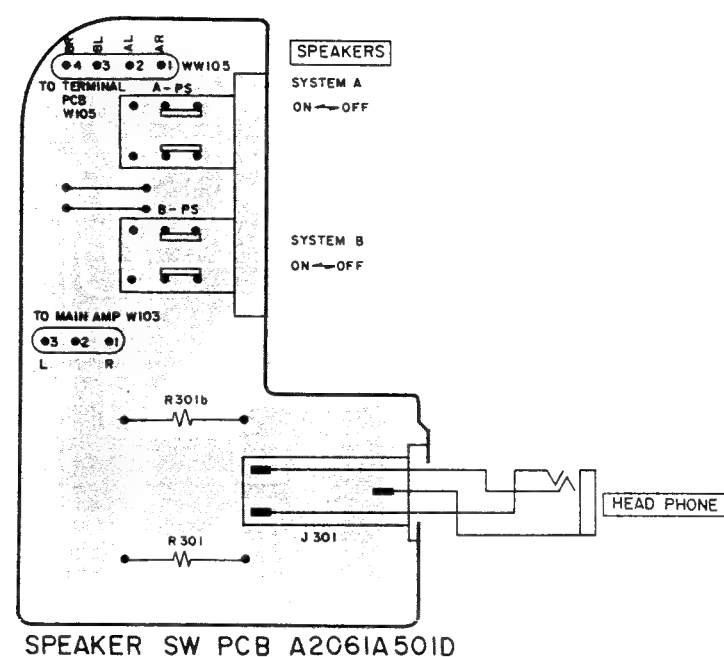 BR BL AL AR
4 3 2 1 WW105
SPEAKERS
TO TERMINAL
PCB
W105
A-PS
SYSTEM A
ON OFF
B-PS
SYSTEM B
ON OFF
TO MAIN AMP W103
3 2 1
L R
R301b
HEAD PHONE
R301
J301
SPEAKER SW PCB A2061A501D